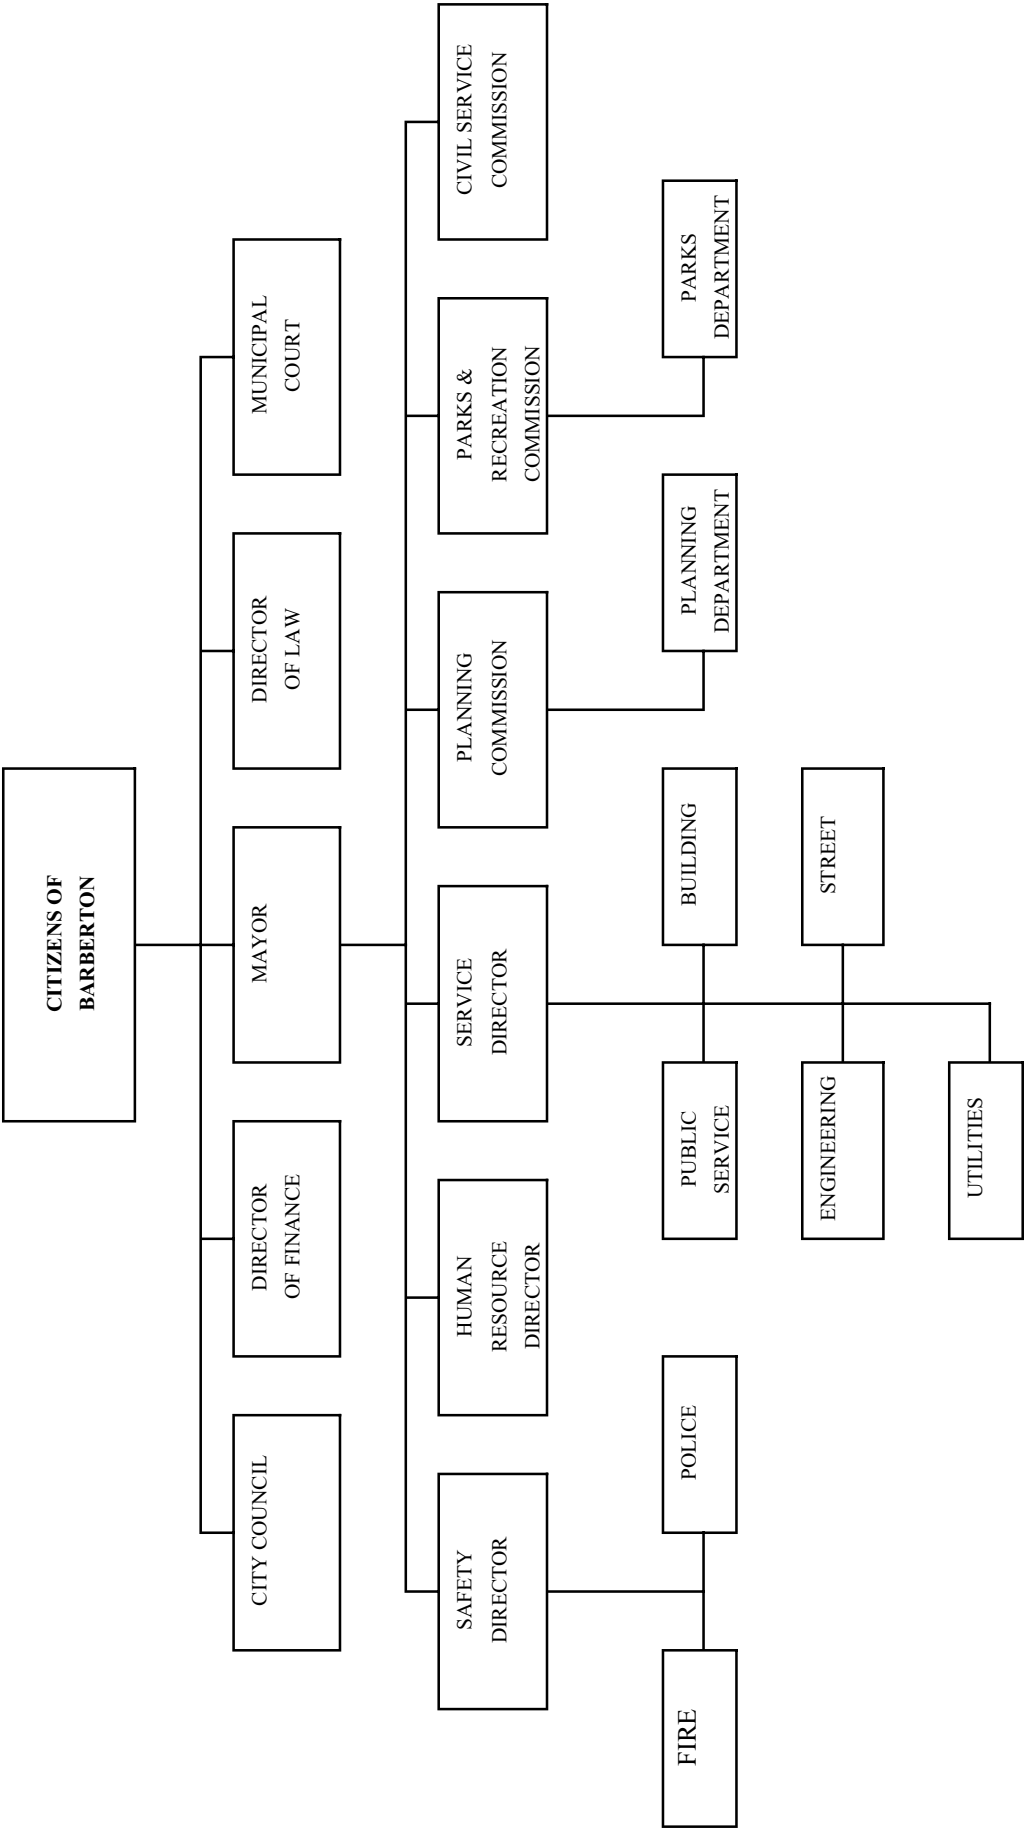 CITIZENS OF
BARBERTON
CITY COUNCIL
DIRECTOR
OF FINANCE
MAYOR
DIRECTOR
OF LAW
MUNICIPAL
COURT
SAFETY
DIRECTOR
HUMAN
RESOURCE
DIRECTOR
SERVICE
DIRECTOR
PLANNING
COMMISSION
PARKS &
RECREATION
COMMISSION
CIVIL SERVICE
COMMISSION
FIRE
POLICE
PUBLIC
SERVICE
BUILDING
PLANNING
DEPARTMENT
PARKS
DEPARTMENT
ENGINEERING
STREET
UTILITIES